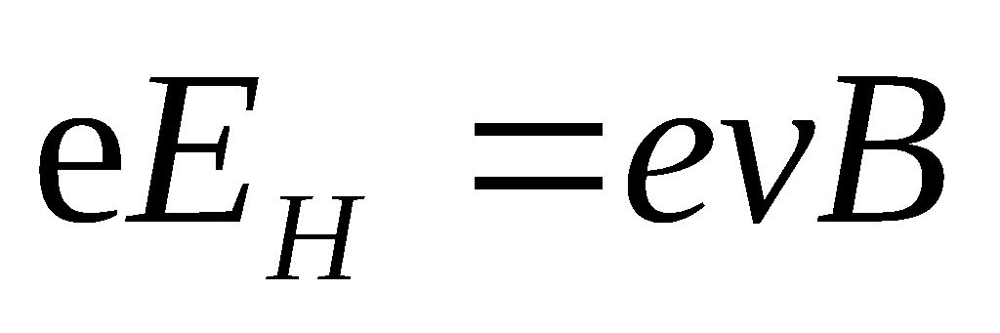 eE_H = evB